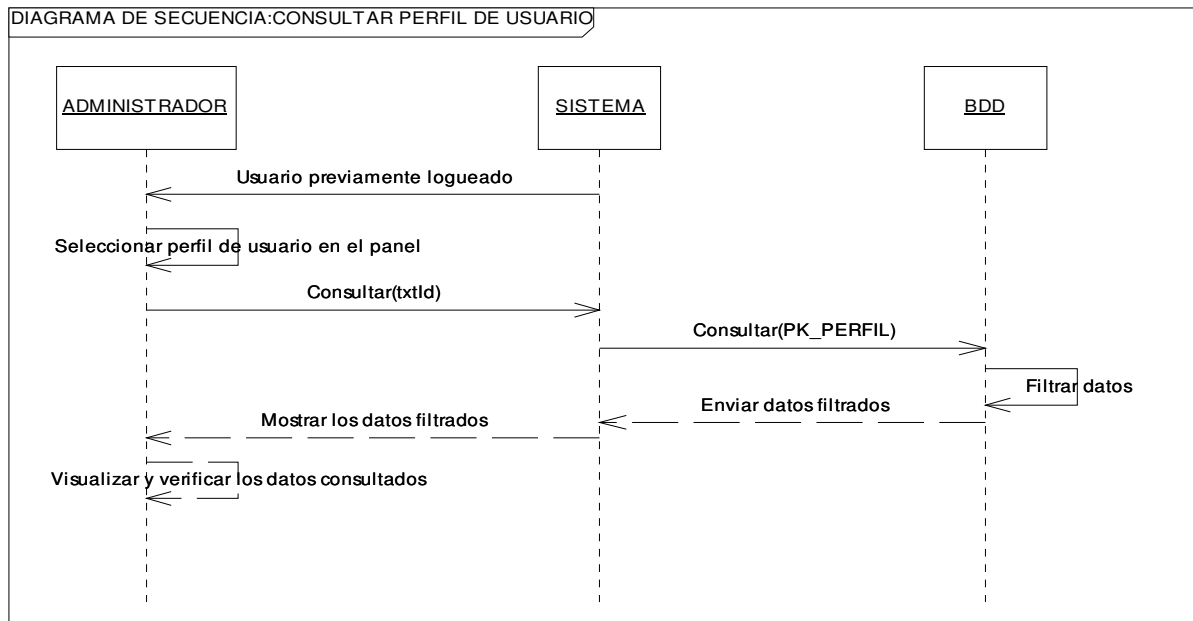 DIAGRAMA DE SECUENCIA:CONSULTAR PERFIL DE USUARIO
ADMINISTRADOR
SISTEMA
BDD
Usuario previamente logueado
Seleccionar perfil de usuario en el panel
Consultar(txtId)
Consultar(PK_PERFIL)
Filtrar datos
Enviar datos filtrados
Mostrar los datos filtrados
Visualizar y verificar los datos consultados